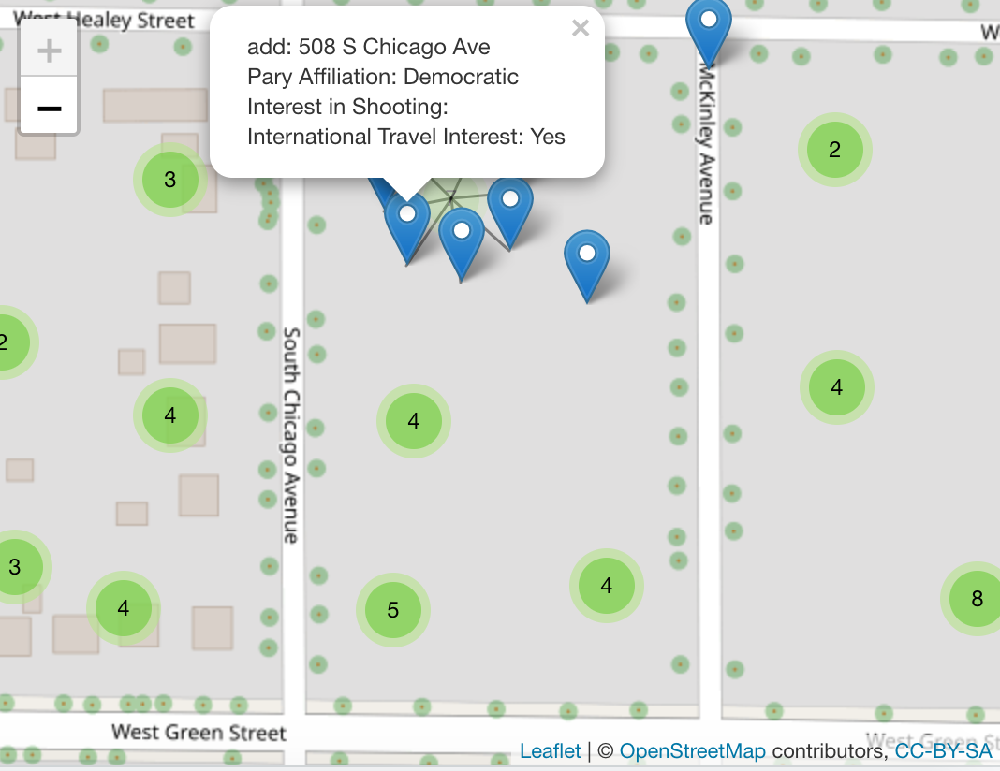 West Healey Street
W
+
−
×
add: 508 S Chicago Ave
Pary Affiliation: Democratic
Interest in Shooting:
International Travel Interest: Yes
McKinley Avenue
2
3
2
South Chicago Avenue
4
4
4
3
4
5
4
8
West Green Street
West Green St
Leaflet | © OpenStreetMap contributors, CC-BY-SA